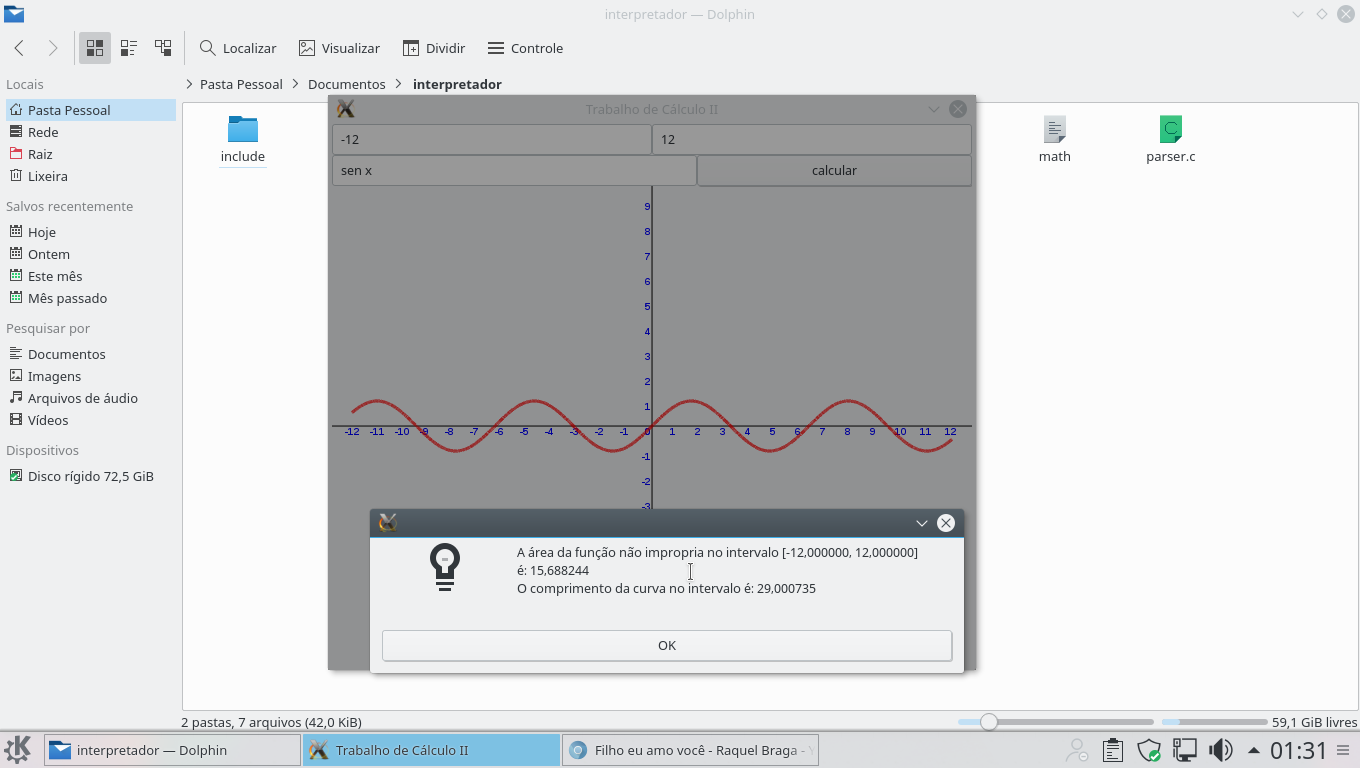 interpretador — Dolphin
Localizar Visualizar Dividir Controle
Locais
Pasta Pessoal
Rede
Raiz
Lixeira
Salvos recentemente
Hoje
Ontem
Este mês
Mês passado
Pesquisar por
Documentos
Imagens
Arquivos de áudio
Vídeos
Dispositivos
Disco rígido 72,5 GiB
Pasta Pessoal Documentos interpretador
include
math
parser.c
Trabalho de Cálculo II
-12 12
sen x calcular
9
8
7
6
5
4
3
2
1
-12 -11 -10 -9 -8 -7 -6 -5 -4 -3 -2 -1 0 1 2 3 4 5 6 7 8 9 10 11 12
-1
-2
-3
A área da função não impropria no intervalo [-12,000000, 12,000000]
é: 15,688244
O comprimento da curva no intervalo é: 29,000735
OK
2 pastas, 7 arquivos (42,0 KiB) 59,1 GiB livres
interpretador — Dolphin Trabalho de Cálculo II Filho eu amo você - Raquel Braga - 01:31